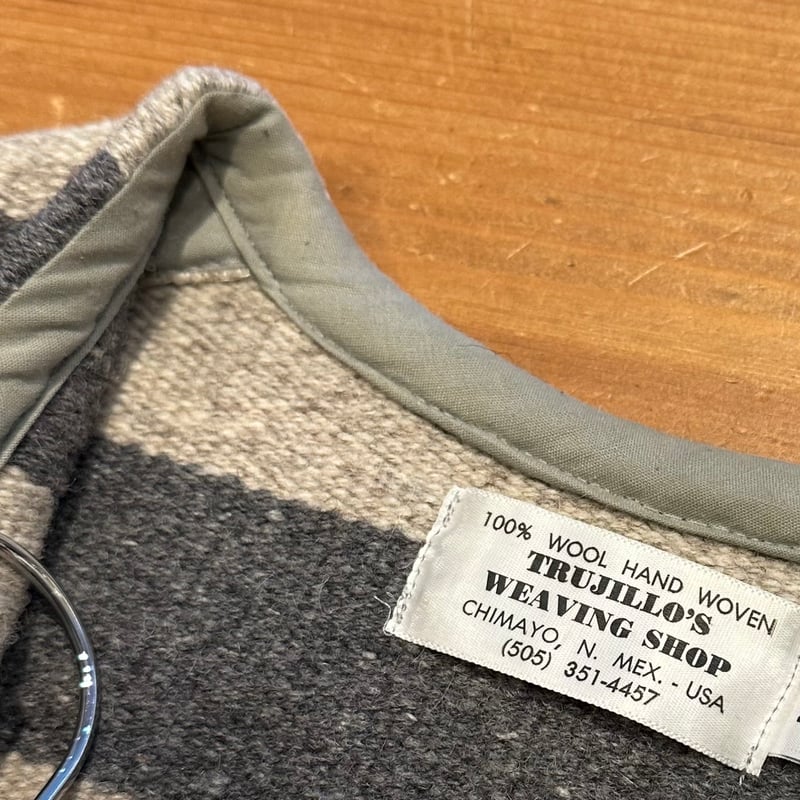 100% WOOL HAND WOVEN
TRUJILLO'S
WEAVING SHOP
CHIMAYO, N. MEX. - USA
(505) 351-4457